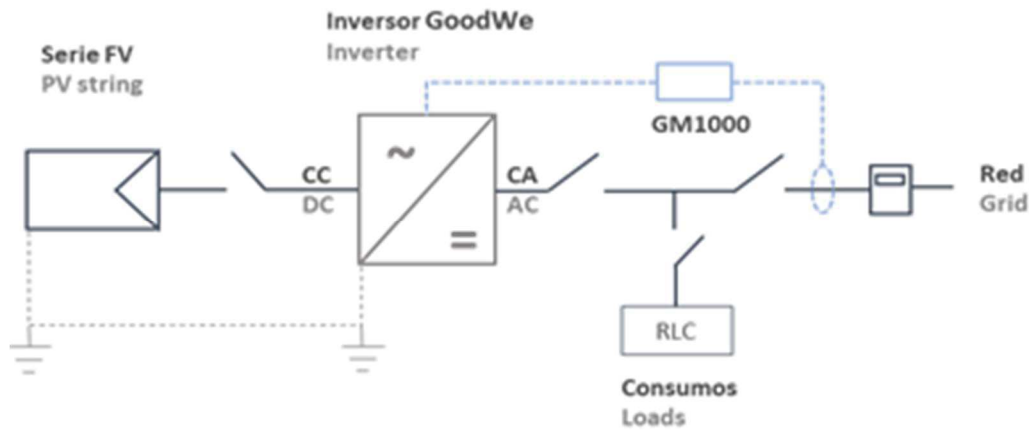 Inversor GoodWe
Inverter
Serie FV
PV string
GM1000
CC
DC
CA
AC
Red
Grid
RLC
Consumos
Loads